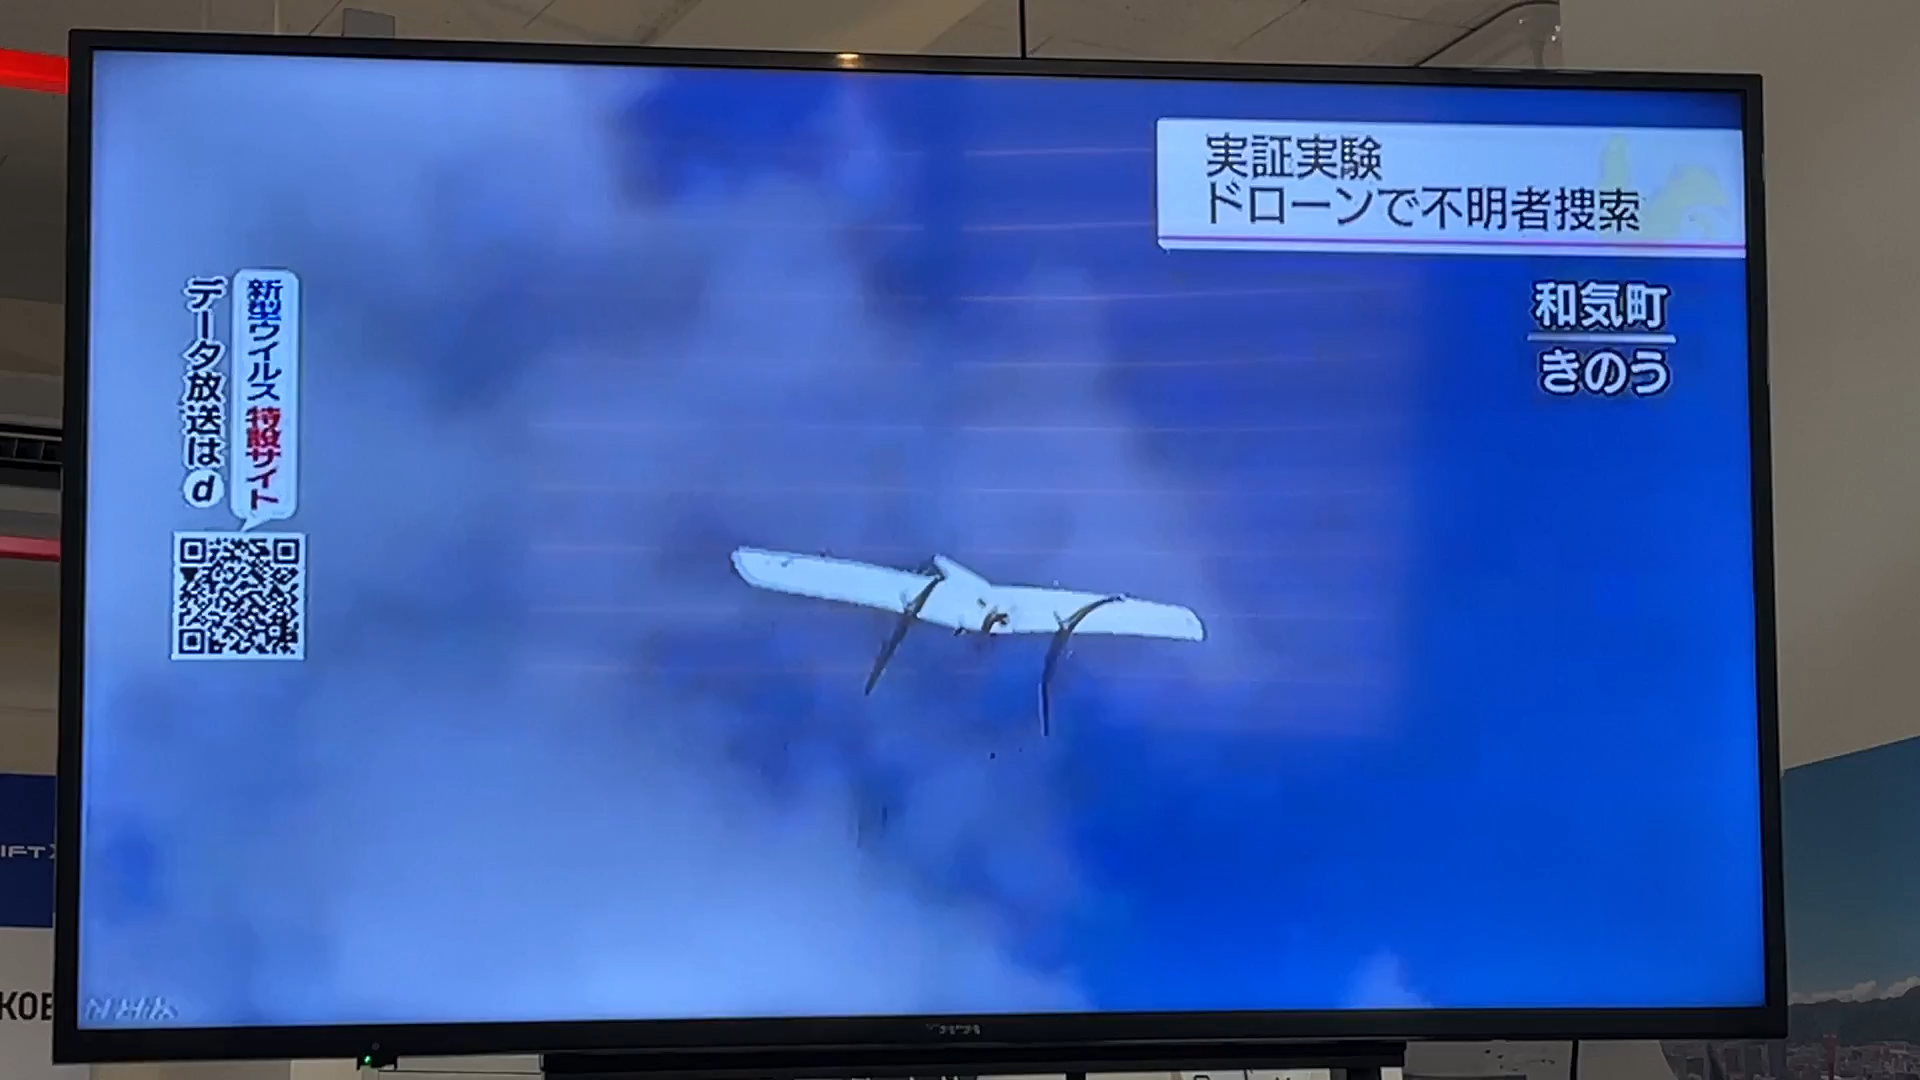 実証実験
ドローンで不明者捜索
和気町
きのう
新型ウイルス特設サイト
データ放送はd
IFT
KOB